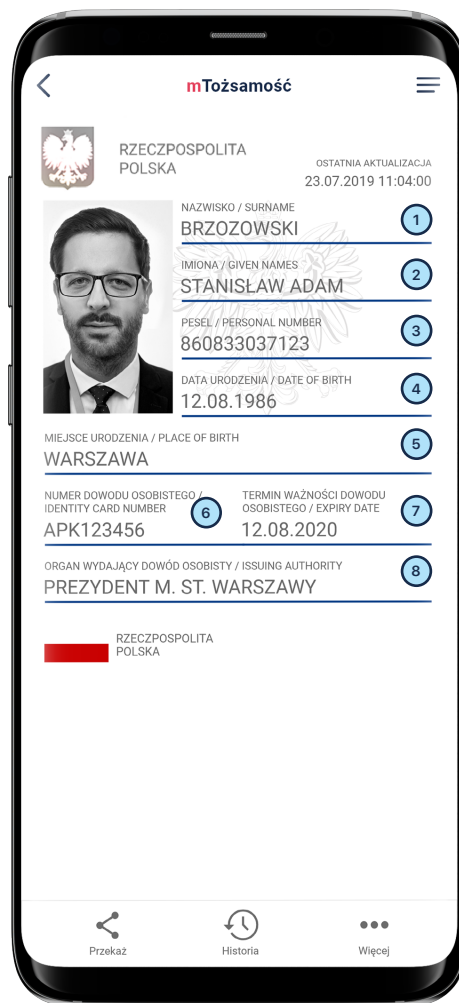 mTożsamość
RZECZPOSPOLITA
POLSKA
OSTATNIA AKTUALIZACJA
23.07.2019 11:04:00
NAZWISKO / SURNAME
BRZOZOWSKI
1
IMIONA / GIVEN NAMES
STANISŁAW ADAM
2
PESEL / PERSONAL NUMBER
860833037123
3
DATA URODZENIA / DATE OF BIRTH
12.08.1986
4
MIEJSCE URODZENIA / PLACE OF BIRTH
WARSZAWA
5
NUMER DOWODU OSOBISTEGO /
IDENTITY CARD NUMBER
APK123456
6
TERMIN WAŻNOŚCI DOWODU
OSOBISTEGO / EXPIRY DATE
12.08.2020
7
ORGAN WYDAJĄCY DOWÓD OSOBISTY / ISSUING AUTHORITY
PREZYDENT M. ST. WARSZAWY
8
RZECZPOSPOLITA
POLSKA
Przekaż
Historia
Więcej